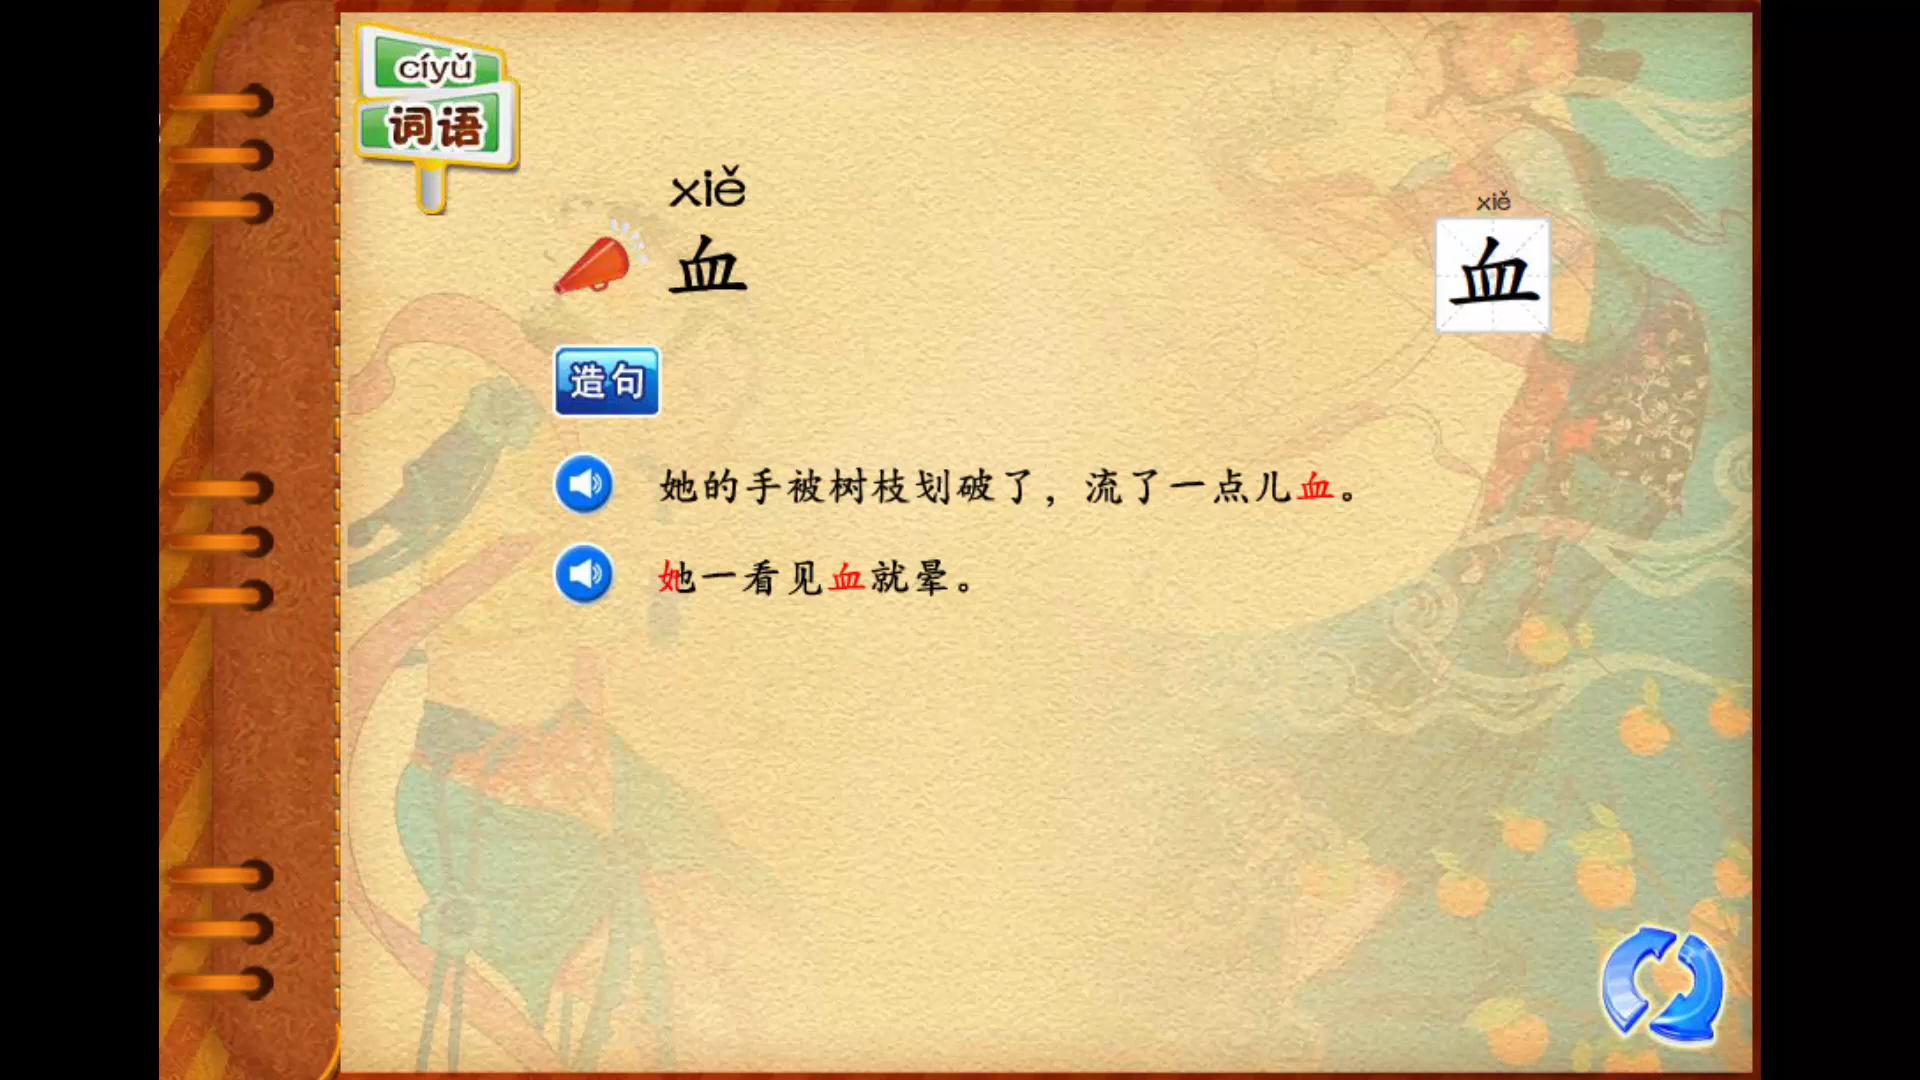 cíyǔ
词语
xiě
血
xiě
血
造句
她的手被树枝划破了，流了一点儿血。
她一看见血就晕。